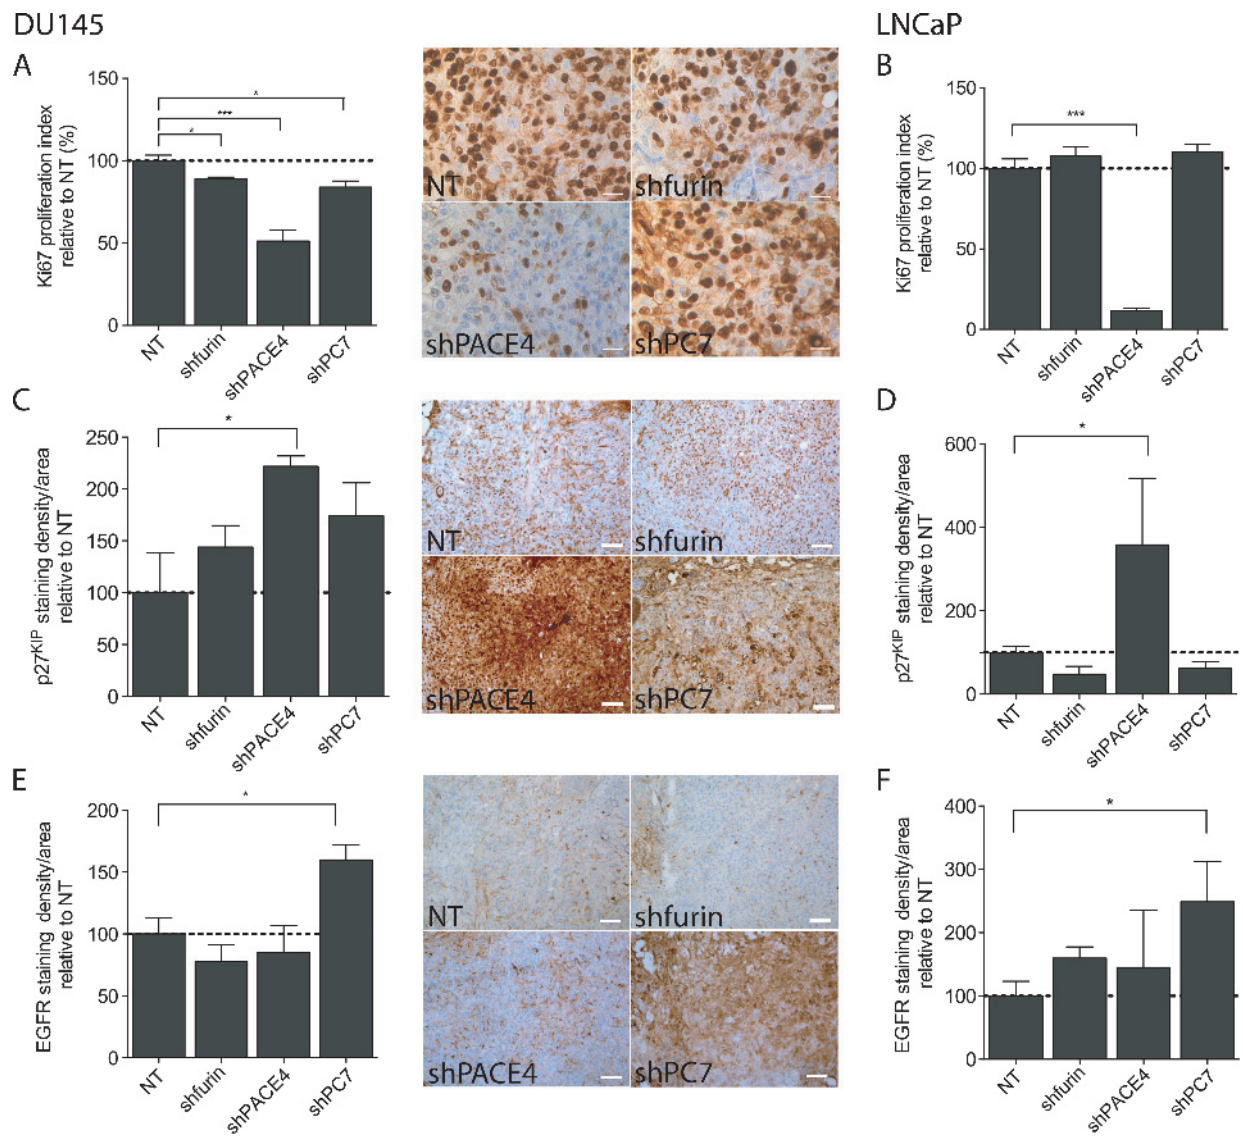 DU145
LNCaP
A
Ki67 proliferation index
relative to NT (%)
150
100
50
0
*
***
*
NT
shfurin
shPACE4
shPC7
NT
shfurin
shPACE4
shPC7
B
Ki67 proliferation index
relative to NT (%)
150
100
50
0
***
NT
shfurin
shPACE4
shPC7
C
p27KIP staining density/area
relative to NT
250
200
150
100
50
0
*
NT
shfurin
shPACE4
shPC7
NT
shfurin
shPACE4
shPC7
D
p27KIP staining density/area
relative to NT
600
400
200
0
*
NT
shfurin
shPACE4
shPC7
E
EGFR staining density/area
relative to NT
200
150
100
50
0
*
NT
shfurin
shPACE4
shPC7
NT
shfurin
shPACE4
shPC7
F
EGFR staining density/area
relative to NT
400
300
200
100
0
*
NT
shfurin
shPACE4
shPC7